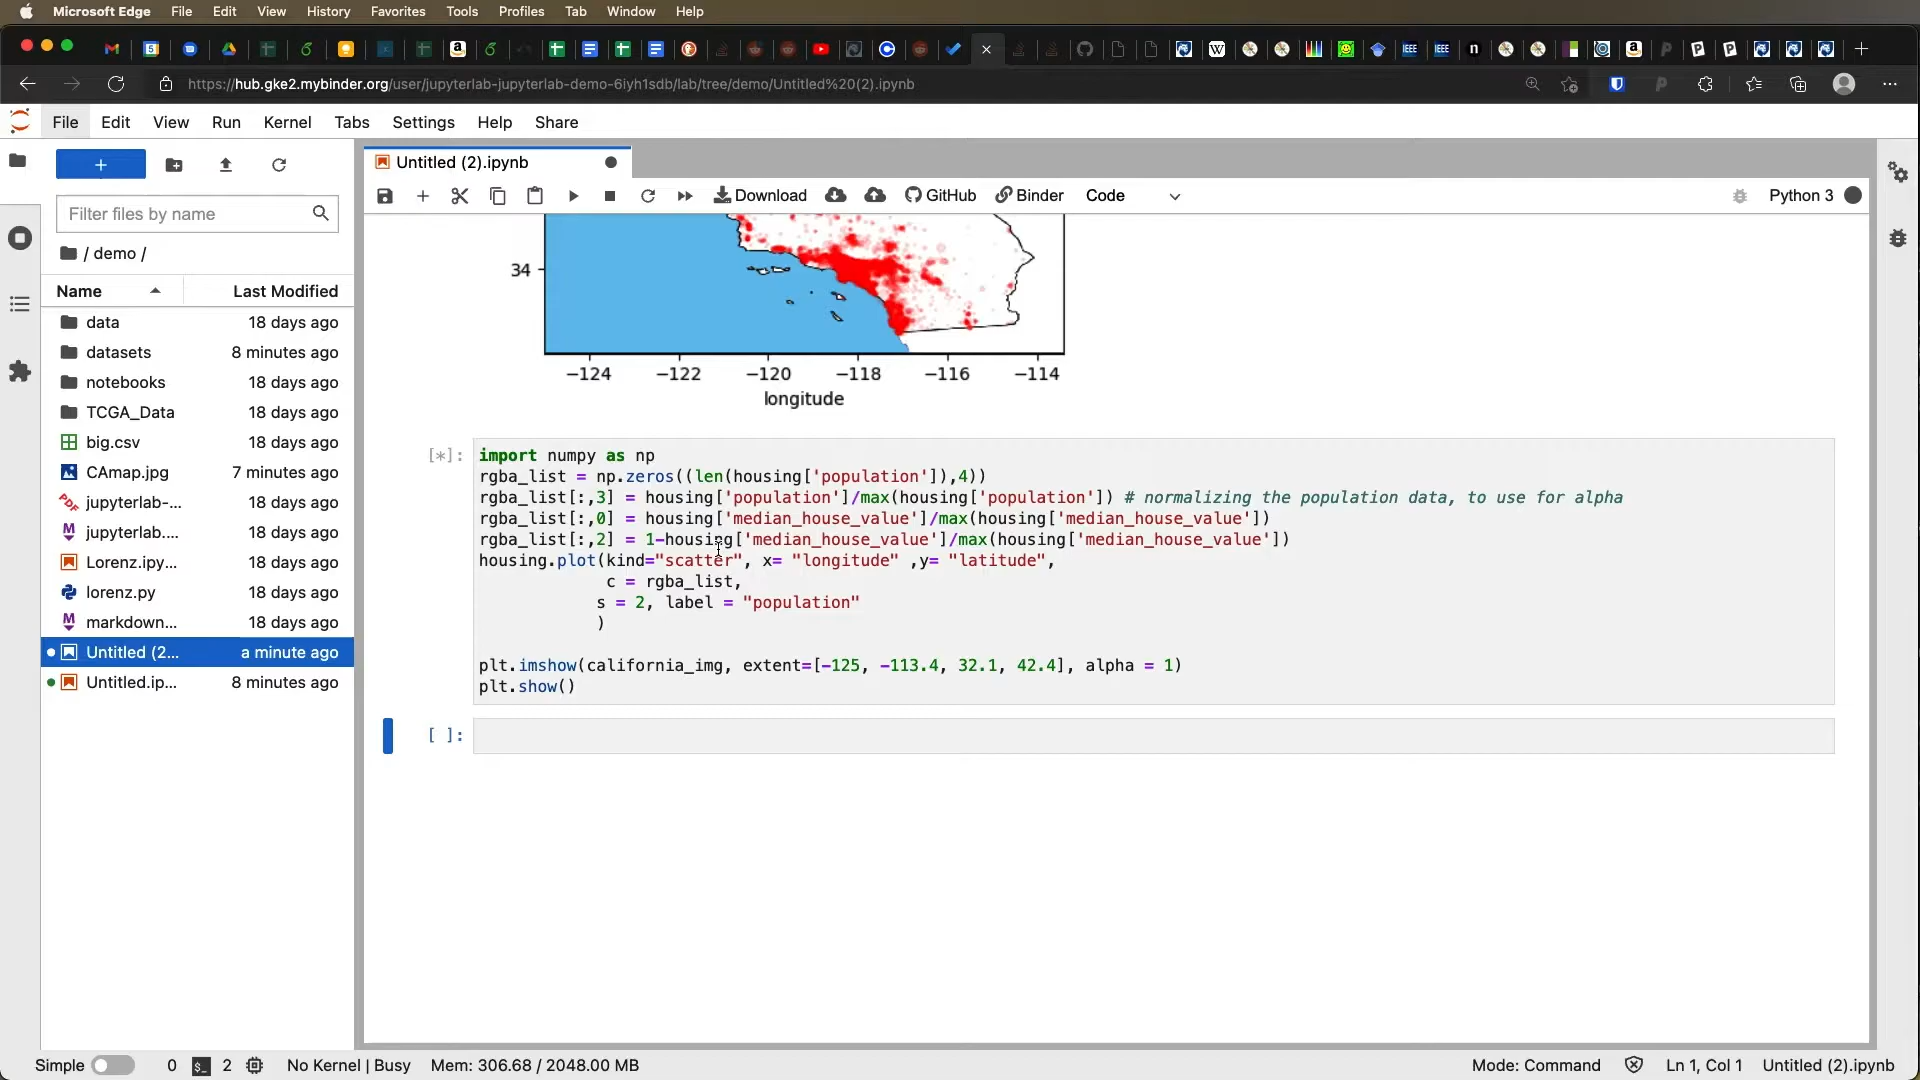 Microsoft Edge File Edit View History Favorites Tools Profiles Tab Window Help
https://hub.gke2.mybinder.org/user/jupyterlab-jupyterlab-demo-6iyh1sdb/lab/tree/demo/Untitled%20(2).ipynb
File Edit View Run Kernel Tabs Settings Help Share
Untitled (2).ipynb
Download GitHub Binder Code Python 3
Filter files by name
/ demo /
Name Last Modified
data 18 days ago
datasets 8 minutes ago
notebooks 18 days ago
TCGA_Data 18 days ago
big.csv 18 days ago
CAmap.jpg 7 minutes ago
jupyterlab-... 18 days ago
jupyterlab.... 18 days ago
Lorenz.ipy... 18 days ago
lorenz.py 18 days ago
markdown... 18 days ago
Untitled (2... a minute ago
Untitled.ip... 8 minutes ago
34
−124 −122 −120 −118 −116 −114
longitude
[*]: import numpy as np
rgba_list = np.zeros((len(housing['population']),4))
rgba_list[:,3] = housing['population']/max(housing['population']) # normalizing the population data, to use for alpha
rgba_list[:,0] = housing['median_house_value']/max(housing['median_house_value'])
rgba_list[:,2] = 1-housing['median_house_value']/max(housing['median_house_value'])
housing.plot(kind="scatter", x= "longitude" ,y= "latitude",
c = rgba_list,
s = 2, label = "population"
)
plt.imshow(california_img, extent=[-125, -113.4, 32.1, 42.4], alpha = 1)
plt.show()
[ ]:
Simple 0 $_ 2 No Kernel | Busy Mem: 306.68 / 2048.00 MB Mode: Command Ln 1, Col 1 Untitled (2).ipynb